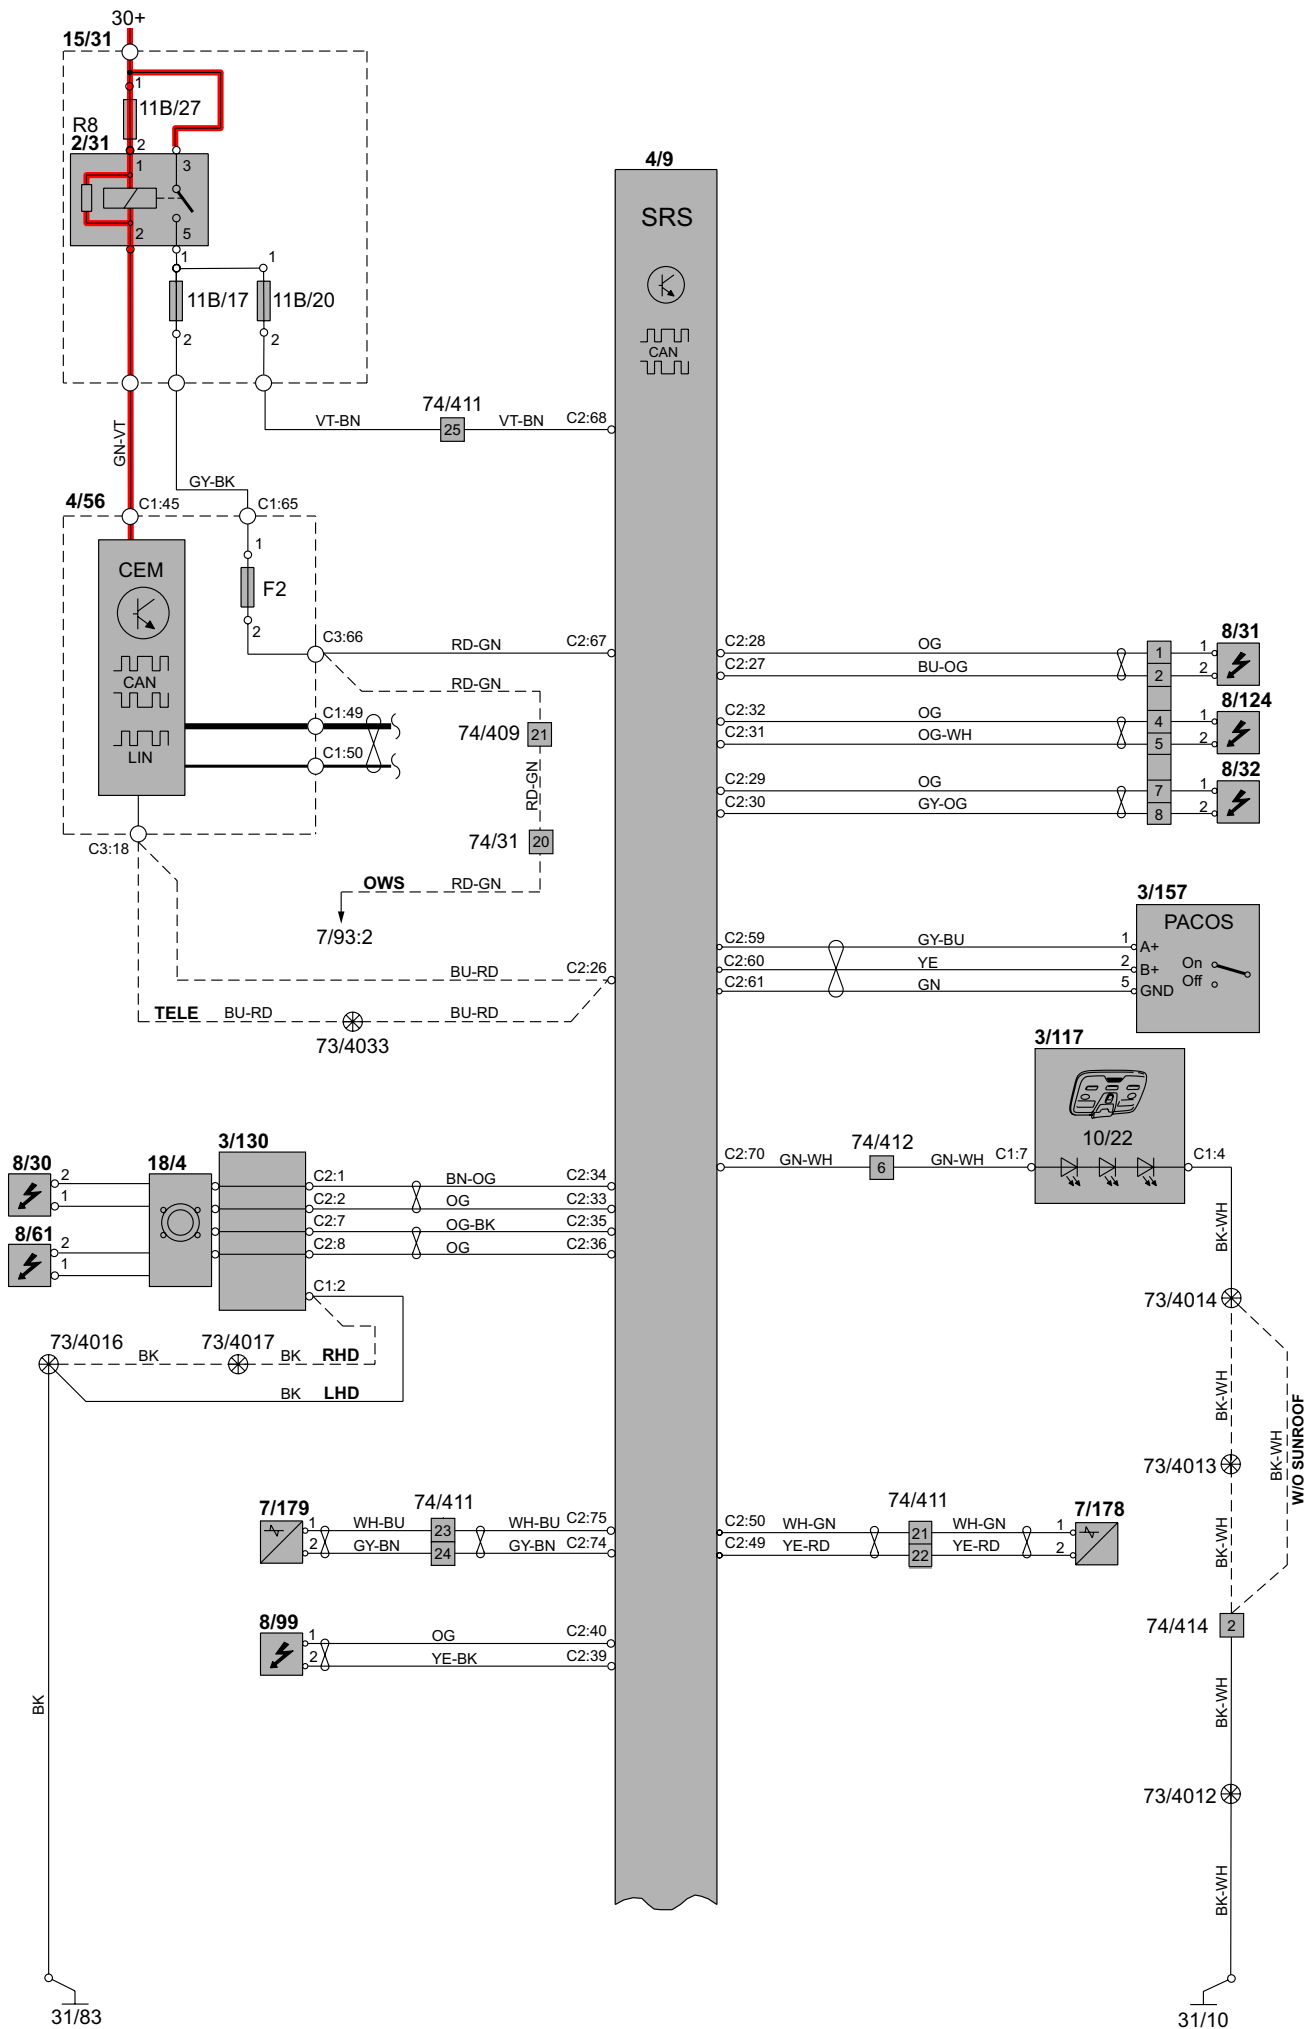 30+
15/31
1
11B/27
R8
2
2/31
1
3
2
5
1
1
11B/17
11B/20
2
2
4/9
SRS
CAN
74/411
VT-BN
25
VT-BN
C2:68
GN-VT
GY-BK
4/56
C1:45
C1:65
1
CEM
F2
2
CAN
LIN
C3:66
RD-GN
C2:67
RD-GN
C1:49
74/409
21
C1:50
RD-GN
74/31
20
C3:18
OWS
RD-GN
7/93:2
BU-RD
C2:26
TELE
BU-RD
BU-RD
73/4033
C2:28
OG
1
1
8/31
C2:27
BU-OG
2
2
C2:32
OG
4
1
8/124
C2:31
OG-WH
5
2
C2:29
OG
7
1
8/32
C2:30
GY-OG
8
2
3/157
PACOS
C2:59
GY-BU
1
A+
C2:60
YE
2
B+
C2:61
GN
5
GND
On
Off
3/117
10/22
C2:70
GN-WH
74/412
6
GN-WH
C1:7
C1:4
BK-WH
73/4014
BK-WH
73/4013
BK-WH
BK-WH
W/O SUNROOF
74/414
2
BK-WH
73/4012
BK-WH
31/10
3/130
8/30
2
1
18/4
8/61
2
1
C2:1
BN-OG
C2:34
C2:2
OG
C2:33
C2:7
OG-BK
C2:35
C2:8
OG
C2:36
C1:2
73/4016
BK
73/4017
BK
RHD
BK
LHD
BK
31/83
7/179
74/411
1
WH-BU
23
WH-BU
C2:75
2
GY-BN
24
GY-BN
C2:74
74/411
7/178
C2:50
WH-GN
21
WH-GN
1
C2:49
YE-RD
22
YE-RD
2
8/99
1
OG
C2:40
2
YE-BK
C2:39